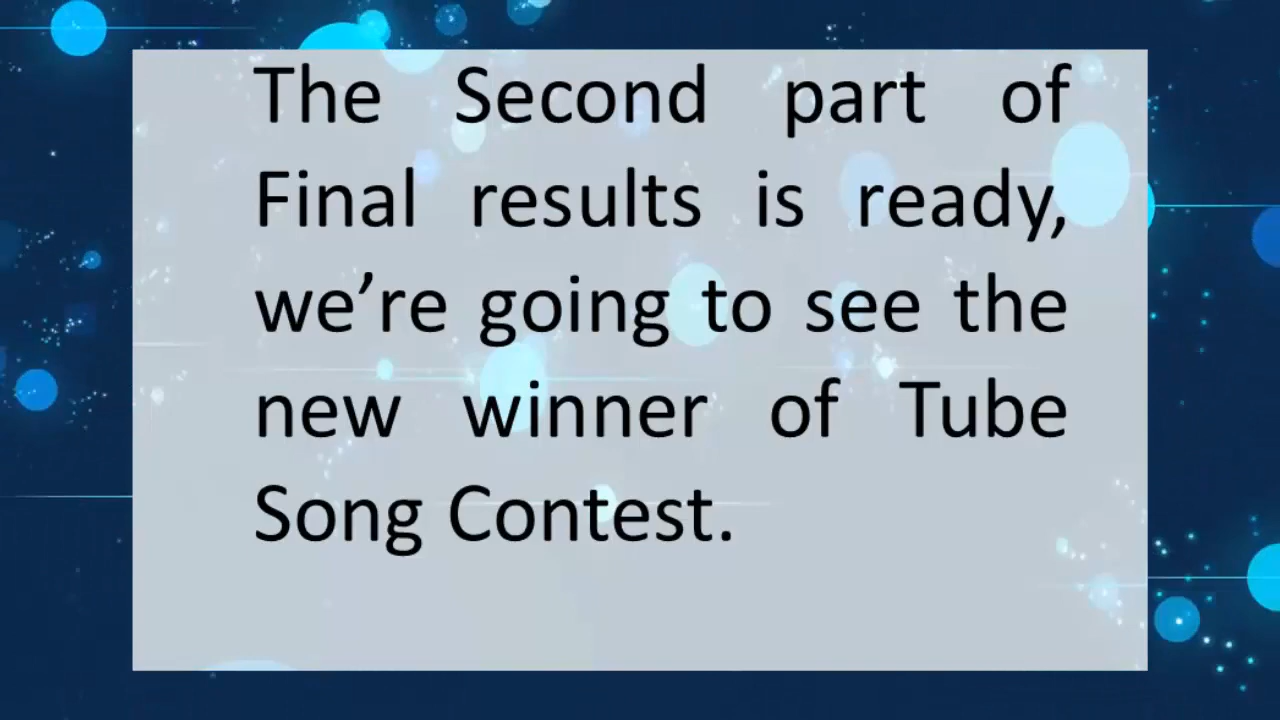 The Second part of
Final results is ready,
we’re going to see the
new winner of Tube
Song Contest.